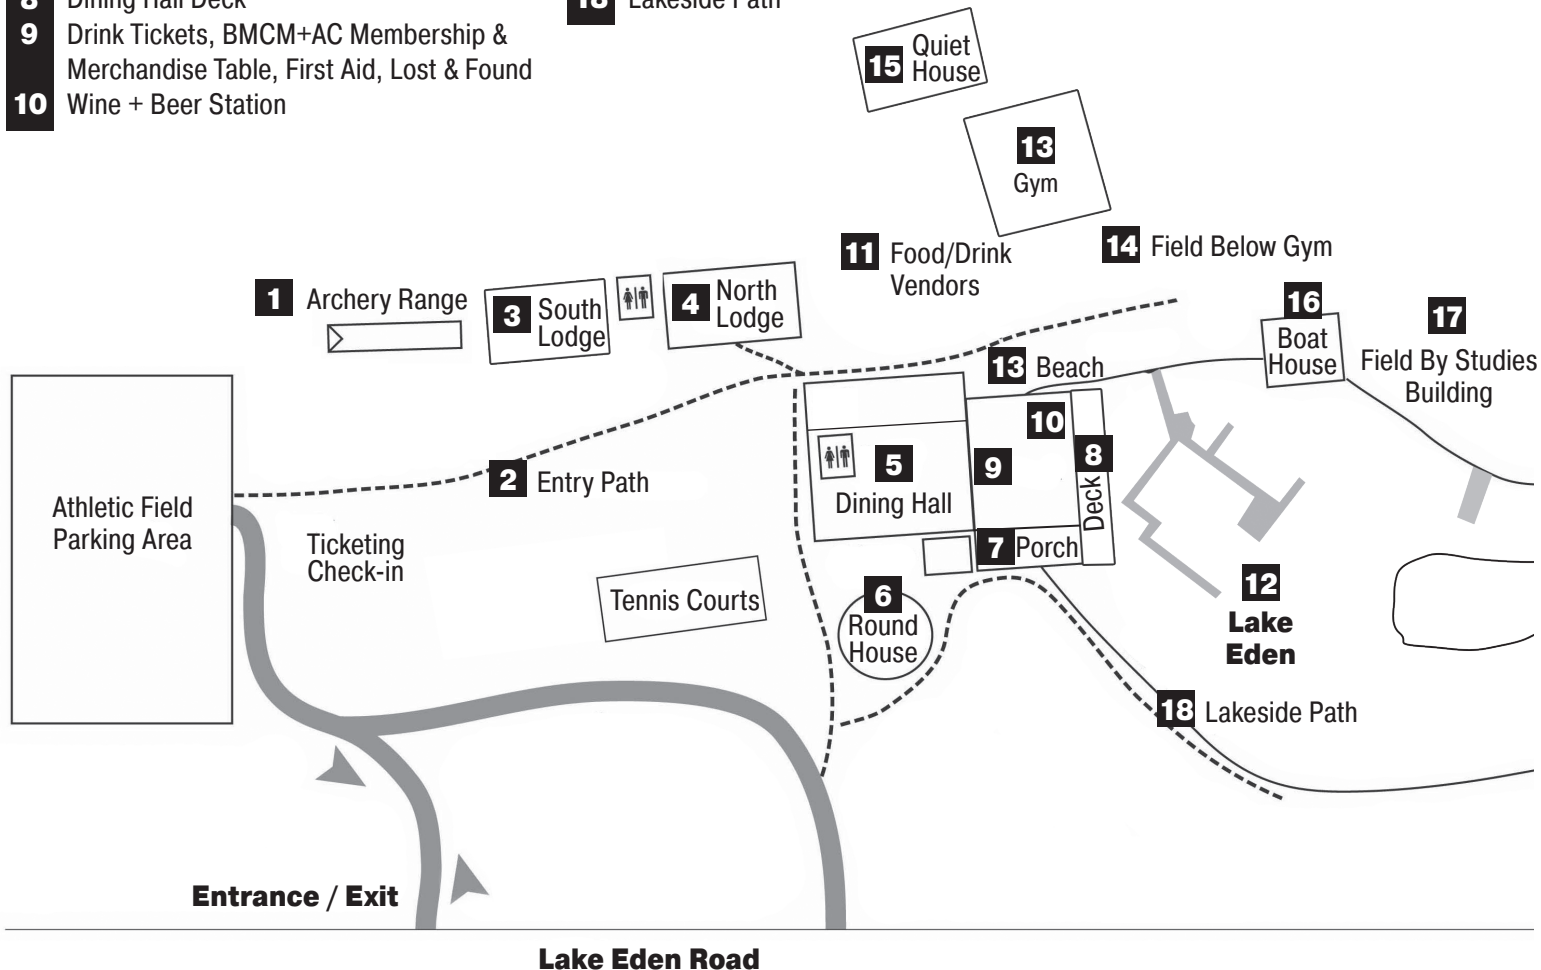 8 Dining Hall Deck
9 Drink Tickets, BMCM+AC Membership &
Merchandise Table, First Aid, Lost & Found
10 Wine + Beer Station
18 Lakeside Path
15 Quiet
House
13
Gym
11 Food/Drink
Vendors
14 Field Below Gym
1 Archery Range
3 South
Lodge
4 North
Lodge
16
Boat
House
17
Field By Studies
Building
13 Beach
10
9
8
Deck
5
Dining Hall
2 Entry Path
Athletic Field
Parking Area
Ticketing
Check-in
7 Porch
Tennis Courts
6
Round
House
12
Lake
Eden
18 Lakeside Path
Entrance / Exit
Lake Eden Road